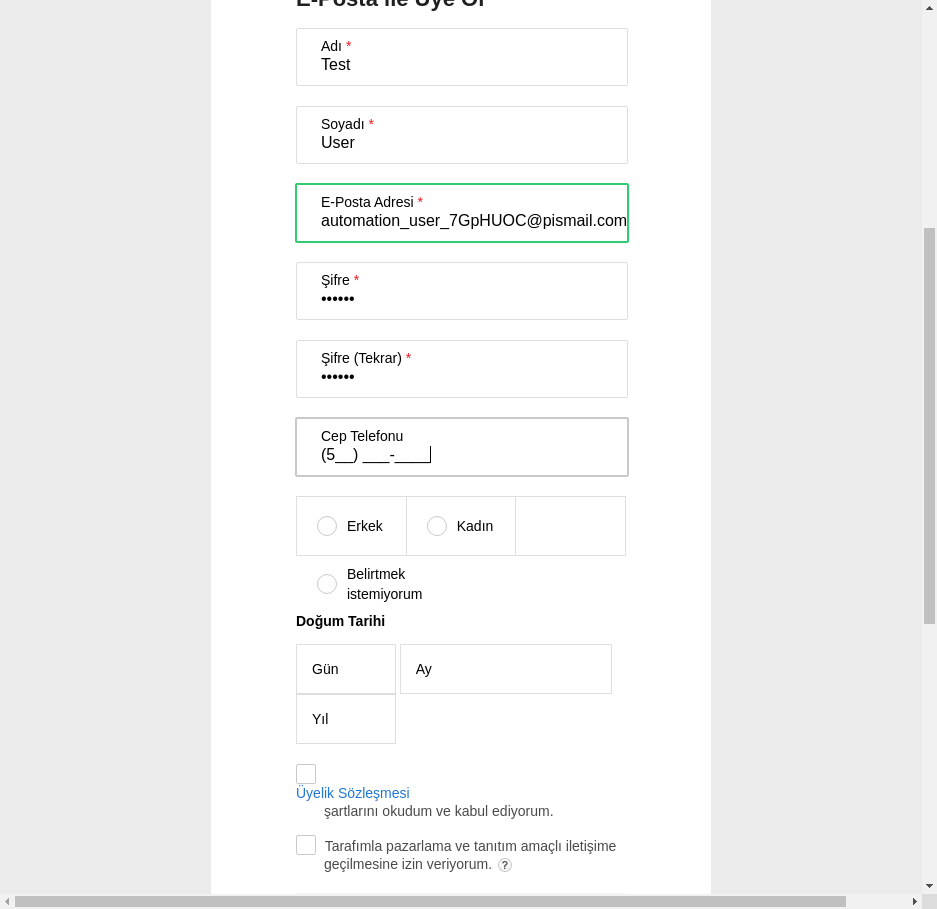 E-Posta ile Üye Ol
Adı *
Test
Soyadı *
User
E-Posta Adresi *
automation_user_7GpHUOC@pismail.com
Şifre *
••••••
Şifre (Tekrar) *
••••••
Cep Telefonu
(5__) ___-____
Erkek
Kadın
Belirtmek
istemiyorum
Doğum Tarihi
Gün
Ay
Yıl
Üyelik Sözleşmesi
şartlarını okudum ve kabul ediyorum.
Tarafımla pazarlama ve tanıtım amaçlı iletişime
geçilmesine izin veriyorum. ?